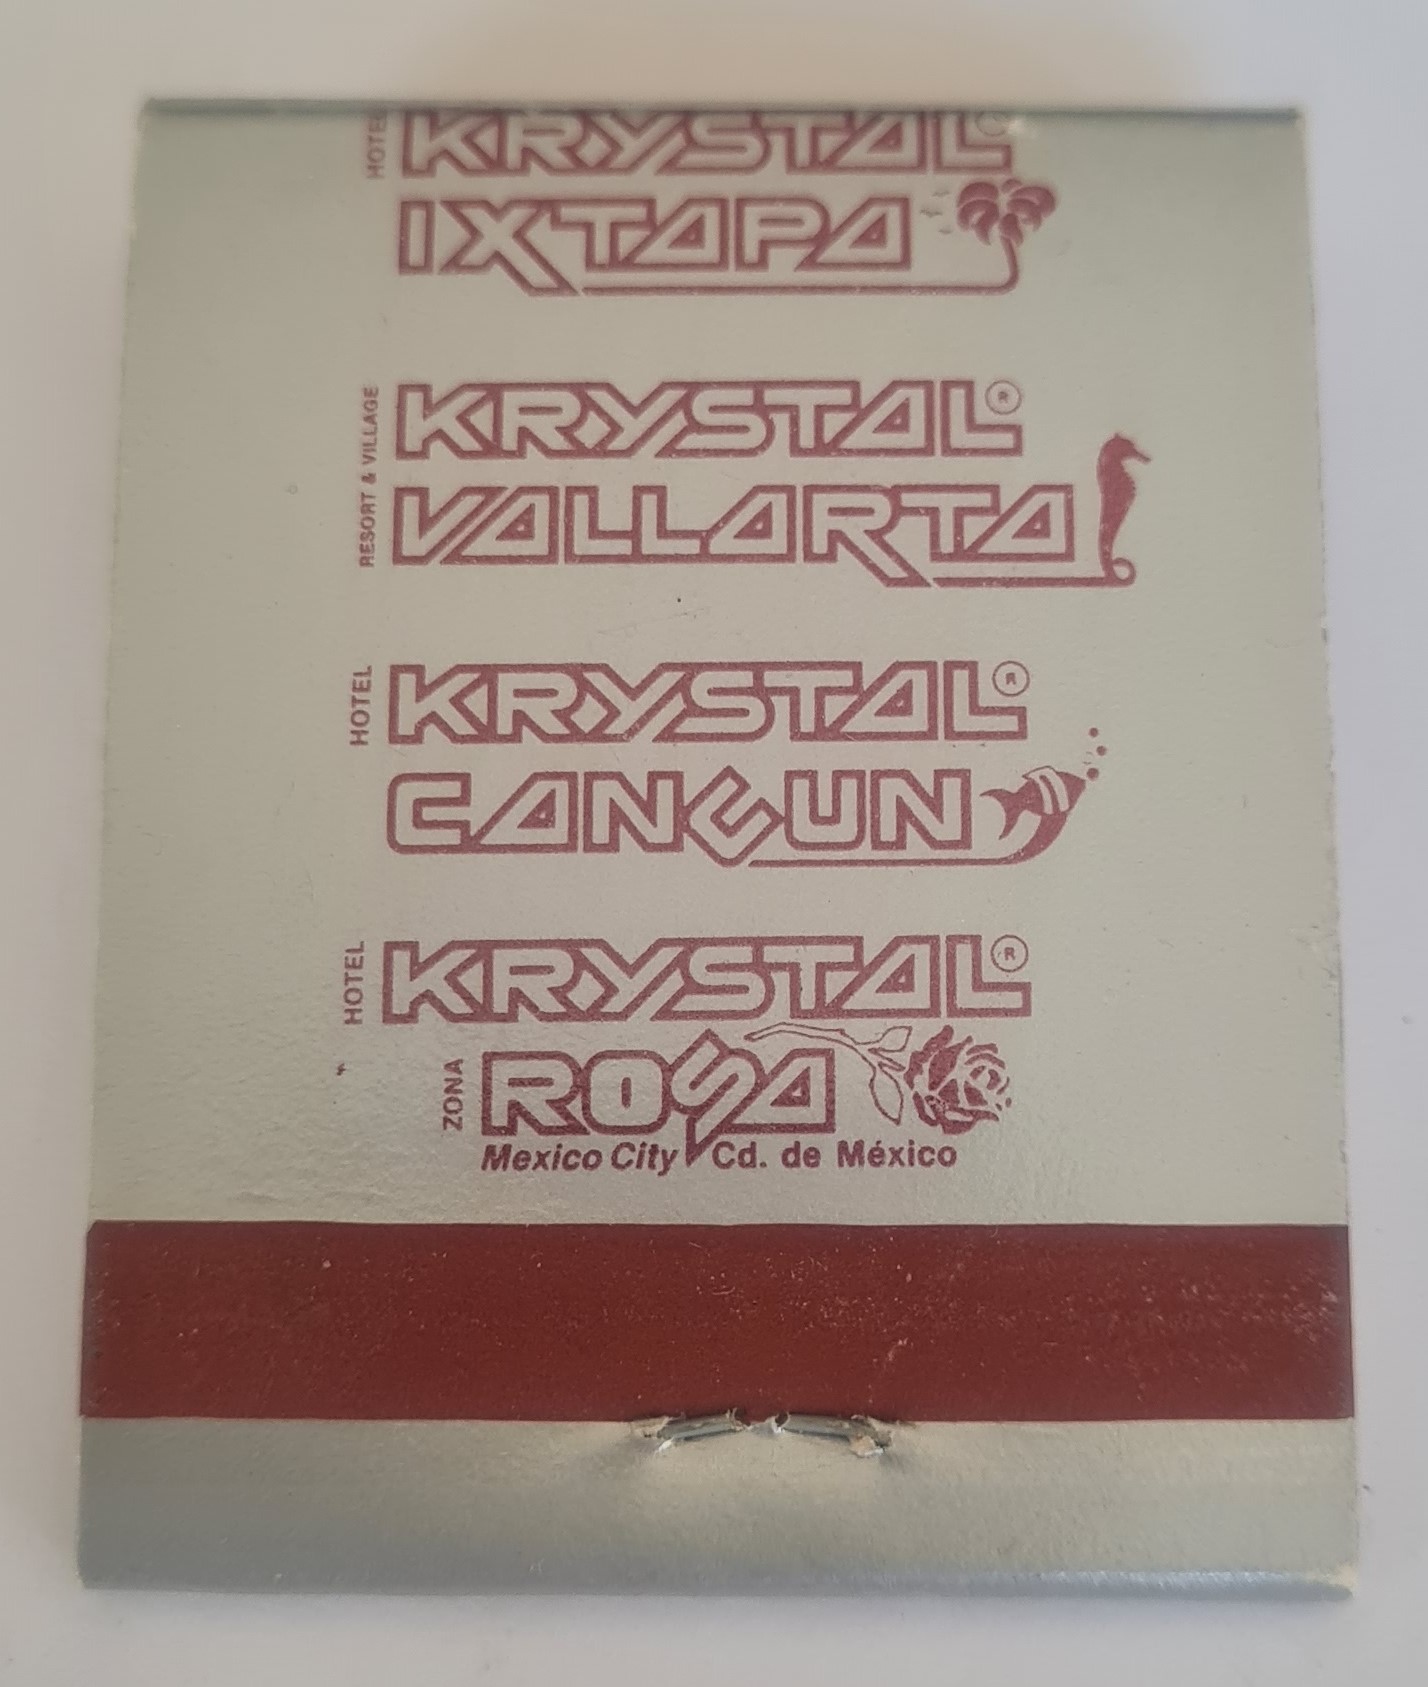 HOTEL KRYSTAL ®
IXTAPA
RESORT & VILLAGE KRYSTAL ®
VALLARTA
HOTEL KRYSTAL ®
CANCUN
HOTEL KRYSTAL ®
ZONA ROSA
Mexico City Cd. de México